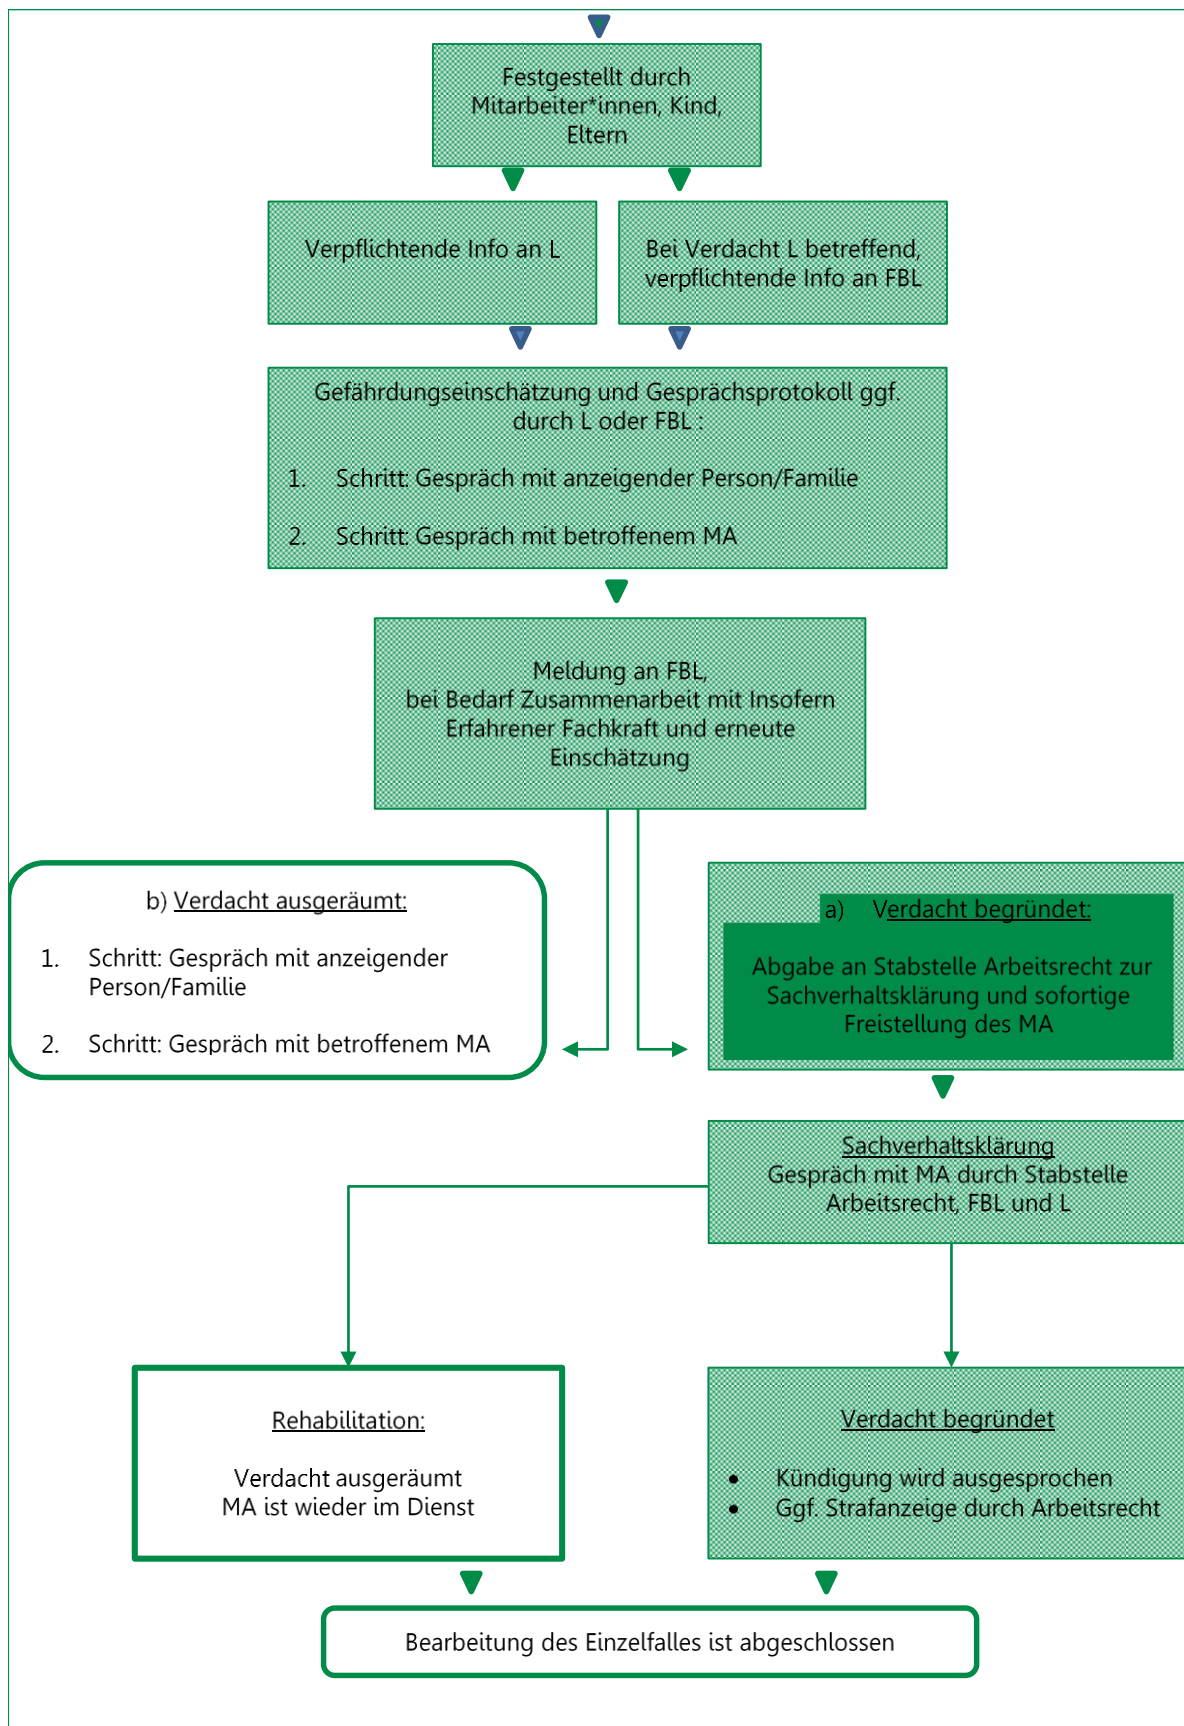 Festgestellt durch
Mitarbeiter*innen, Kind,
Eltern
Verpflichtende Info an L
Bei Verdacht L betreffend,
verpflichtende Info an FBL
Gefährdungseinschätzung und Gesprächsprotokoll ggf.
durch L oder FBL :
1. Schritt: Gespräch mit anzeigender Person/Familie
2. Schritt: Gespräch mit betroffenem MA
Meldung an FBL,
bei Bedarf Zusammenarbeit mit Insofern
Erfahrener Fachkraft und erneute
Einschätzung
b) Verdacht ausgeräumt:
1. Schritt: Gespräch mit anzeigender
Person/Familie
2. Schritt: Gespräch mit betroffenem MA
a) Verdacht begründet:
Abgabe an Stabstelle Arbeitsrecht zur
Sachverhaltsklärung und sofortige
Freistellung des MA
Sachverhaltsklärung
Gespräch mit MA durch Stabstelle
Arbeitsrecht, FBL und L
Rehabilitation:
Verdacht ausgeräumt
MA ist wieder im Dienst
Verdacht begründet
• Kündigung wird ausgesprochen
• Ggf. Strafanzeige durch Arbeitsrecht
Bearbeitung des Einzelfalles ist abgeschlossen